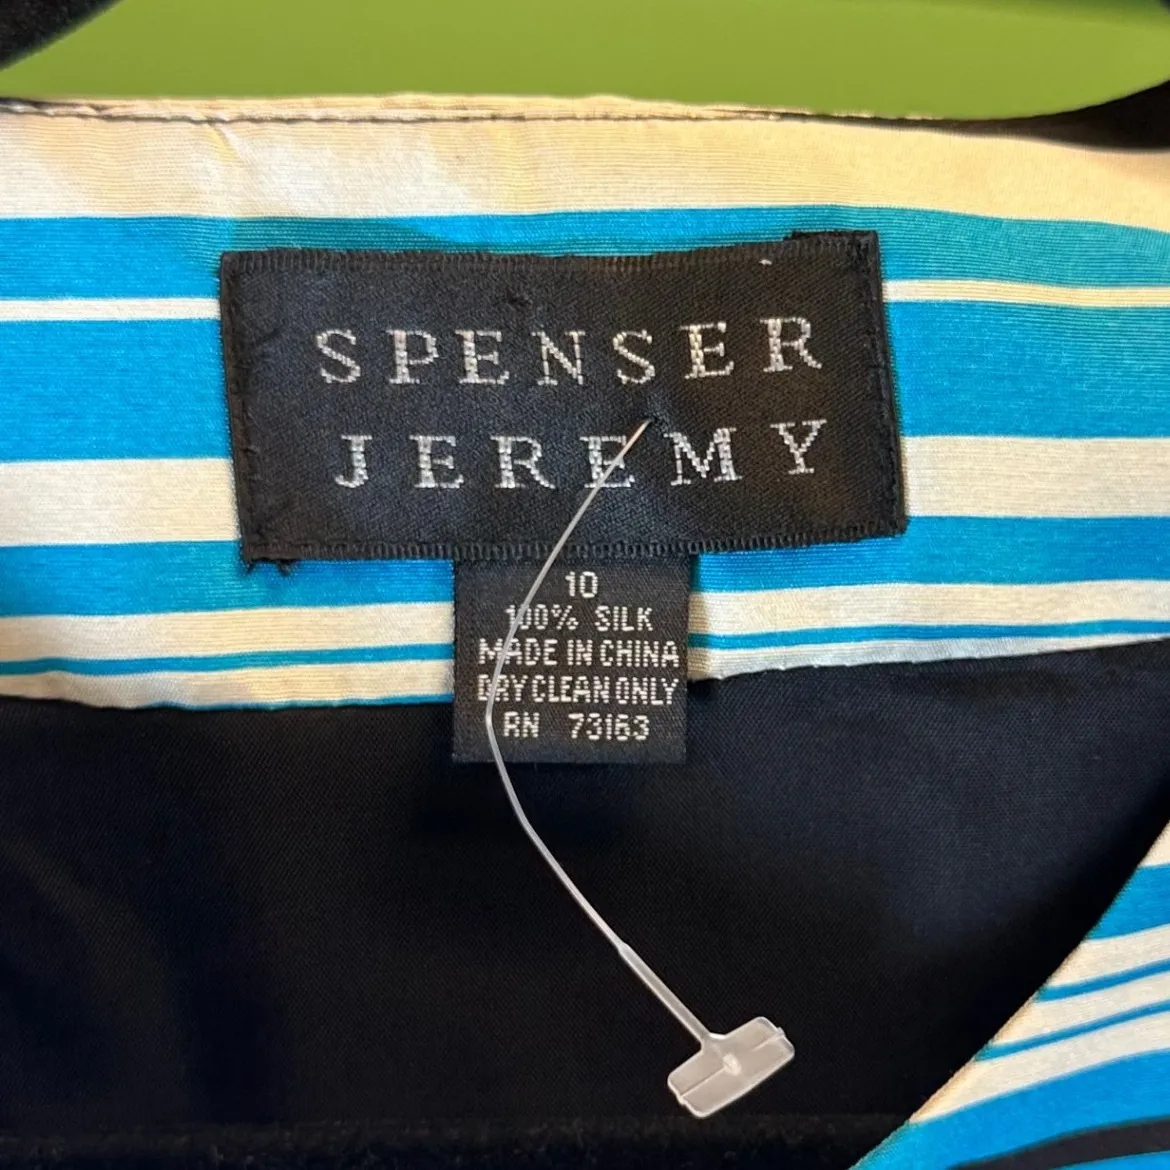 SPENSER
JEREMY
10
100% SILK
MADE IN CHINA
DRY CLEAN ONLY
RN 73163